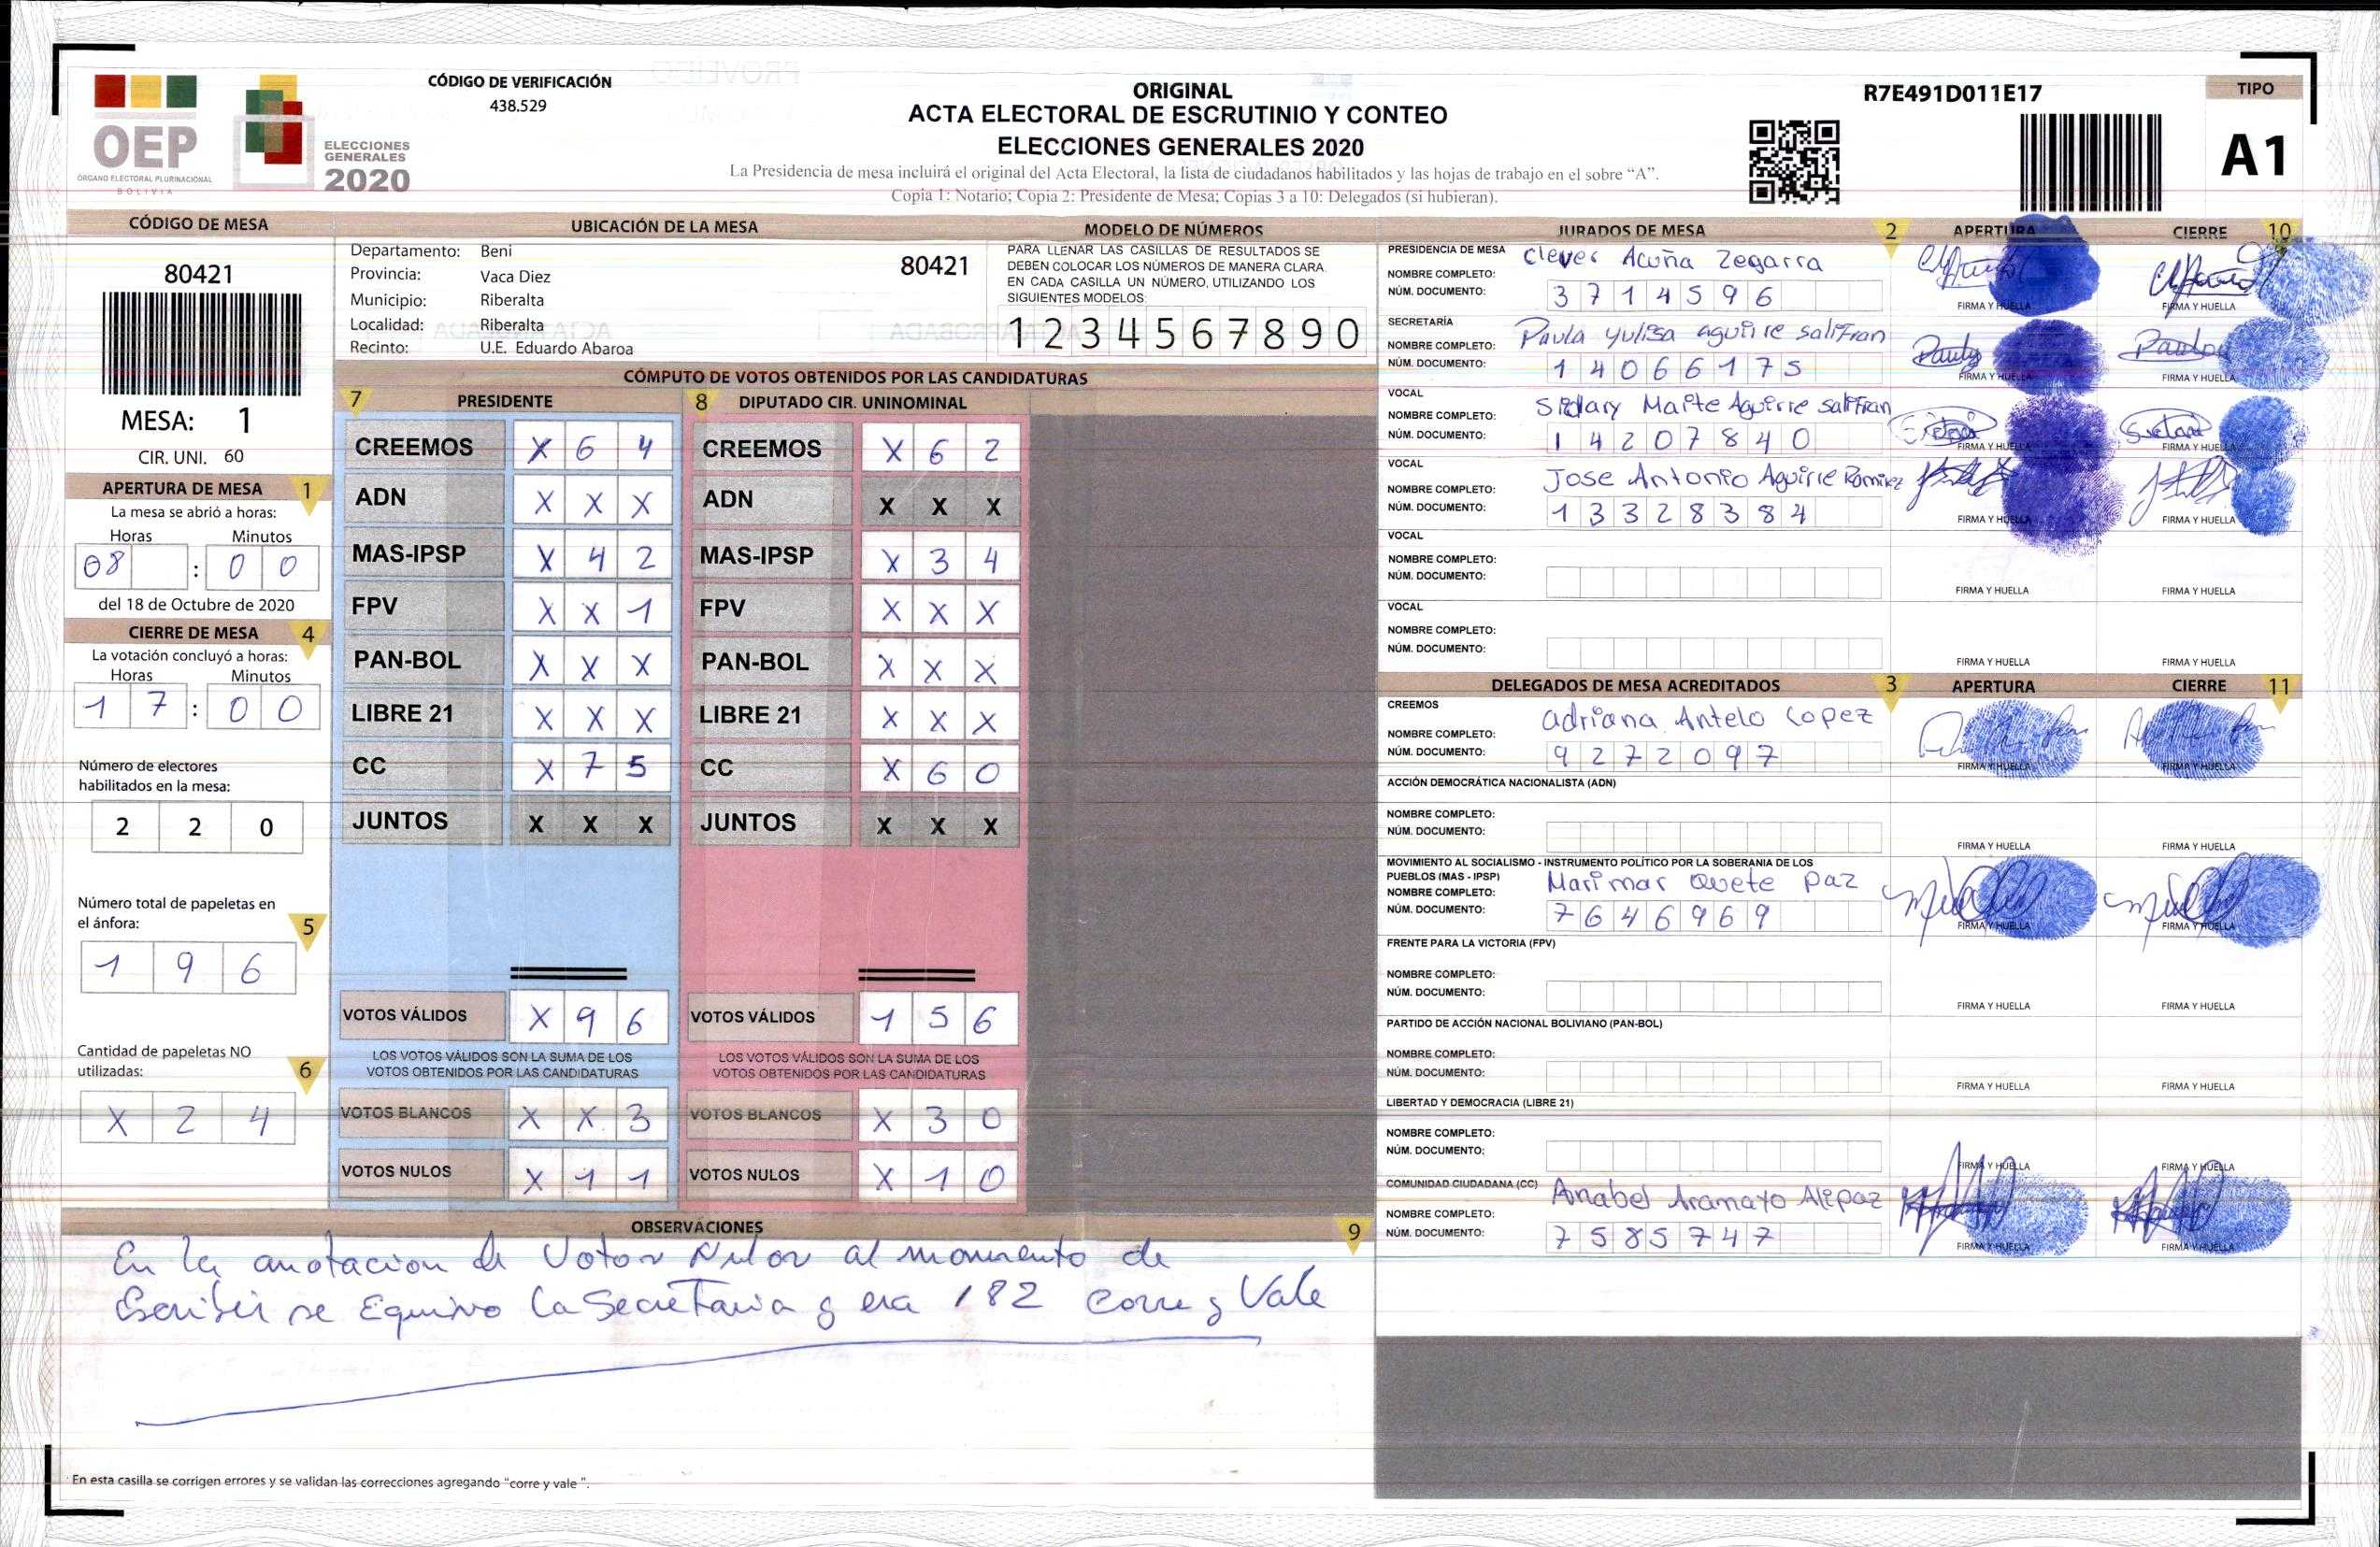 CÓDIGO DE VERIFICACIÓN
438.529
OEP
ÓRGANO ELECTORAL PLURINACIONAL
BOLIVIA
ELECCIONES
GENERALES
2020
ORIGINAL
ACTA ELECTORAL DE ESCRUTINIO Y CONTEO
ELECCIONES GENERALES 2020
La Presidencia de mesa incluirá el original del Acta Electoral, la lista de ciudadanos habilitados y las hojas de trabajo en el sobre “A”.
Copia 1: Notario; Copia 2: Presidente de Mesa; Copias 3 a 10: Delegados (si hubieran).
R7E491D011E17
TIPO
A1
CÓDIGO DE MESA
80421
MESA: 1
CIR. UNI. 60
APERTURA DE MESA 1
La mesa se abrió a horas:
Horas Minutos
08 : 0 0
del 18 de Octubre de 2020
CIERRE DE MESA 4
La votación concluyó a horas:
Horas Minutos
1 7 : 0 0
Número de electores
habilitados en la mesa:
2 2 0
Número total de papeletas en
el ánfora: 5
1 9 6
Cantidad de papeletas NO
utilizadas: 6
X 2 4
UBICACIÓN DE LA MESA
Departamento: Beni
Provincia: Vaca Diez
Municipio: Riberalta
Localidad: Riberalta
Recinto: U.E. Eduardo Abaroa
80421
MODELO DE NÚMEROS
PARA LLENAR LAS CASILLAS DE RESULTADOS SE
DEBEN COLOCAR LOS NÚMEROS DE MANERA CLARA.
EN CADA CASILLA UN NÚMERO, UTILIZANDO LOS
SIGUIENTES MODELOS:
1 2 3 4 5 6 7 8 9 0
CÓMPUTO DE VOTOS OBTENIDOS POR LAS CANDIDATURAS
7 PRESIDENTE
CREEMOS X 6 4
ADN X X X
MAS-IPSP X 4 2
FPV X X 1
PAN-BOL X X X
LIBRE 21 X X X
CC X 7 5
JUNTOS X X X
VOTOS VÁLIDOS X 9 6
LOS VOTOS VÁLIDOS SON LA SUMA DE LOS
VOTOS OBTENIDOS POR LAS CANDIDATURAS
VOTOS BLANCOS X X 3
VOTOS NULOS X 1 1
8 DIPUTADO CIR. UNINOMINAL
CREEMOS X 6 2
ADN X X X
MAS-IPSP X 3 4
FPV X X X
PAN-BOL X X X
LIBRE 21 X X X
CC X 6 0
JUNTOS X X X
VOTOS VÁLIDOS 1 5 6
LOS VOTOS VÁLIDOS SON LA SUMA DE LOS
VOTOS OBTENIDOS POR LAS CANDIDATURAS
VOTOS BLANCOS X 3 0
VOTOS NULOS X 1 0
OBSERVACIONES 9
En la anotacion de Votos Nulos al momento de
Escribir se Equivo la Secretaria y era 182 corre y Vale
En esta casilla se corrigen errores y se validan las correcciones agregando “corre y vale ”.
JURADOS DE MESA 2 APERTURA CIERRE 10
PRESIDENCIA DE MESA
NOMBRE COMPLETO: Clever Acuña Zegarra
NÚM. DOCUMENTO: 3714596
FIRMA Y HUELLA FIRMA Y HUELLA
SECRETARÍA
NOMBRE COMPLETO: Paula yulisa aguirre saliFran
NÚM. DOCUMENTO: 14066175
FIRMA Y HUELLA FIRMA Y HUELLA
VOCAL
NOMBRE COMPLETO: Maite Aguirre saliFran
NÚM. DOCUMENTO: 14207840
FIRMA Y HUELLA FIRMA Y HUELLA
VOCAL
NOMBRE COMPLETO: Jose Antonio Aguirre Ramirez
NÚM. DOCUMENTO: 13328384
FIRMA Y HUELLA FIRMA Y HUELLA
VOCAL
NOMBRE COMPLETO:
NÚM. DOCUMENTO:
FIRMA Y HUELLA FIRMA Y HUELLA
VOCAL
NOMBRE COMPLETO:
NÚM. DOCUMENTO:
FIRMA Y HUELLA FIRMA Y HUELLA
DELEGADOS DE MESA ACREDITADOS 3 APERTURA CIERRE 11
CREEMOS
NOMBRE COMPLETO: adriana Antelo Lopez
NÚM. DOCUMENTO: 9272097
FIRMA Y HUELLA FIRMA Y HUELLA
ACCIÓN DEMOCRÁTICA NACIONALISTA (ADN)
NOMBRE COMPLETO:
NÚM. DOCUMENTO:
FIRMA Y HUELLA FIRMA Y HUELLA
MOVIMIENTO AL SOCIALISMO - INSTRUMENTO POLÍTICO POR LA SOBERANIA DE LOS
PUEBLOS (MAS - IPSP)
NOMBRE COMPLETO: Marimar Quete paz
NÚM. DOCUMENTO: 7646969
FIRMA Y HUELLA FIRMA Y HUELLA
FRENTE PARA LA VICTORIA (FPV)
NOMBRE COMPLETO:
NÚM. DOCUMENTO:
FIRMA Y HUELLA FIRMA Y HUELLA
PARTIDO DE ACCIÓN NACIONAL BOLIVIANO (PAN-BOL)
NOMBRE COMPLETO:
NÚM. DOCUMENTO:
FIRMA Y HUELLA FIRMA Y HUELLA
LIBERTAD Y DEMOCRACIA (LIBRE 21)
NOMBRE COMPLETO:
NÚM. DOCUMENTO:
FIRMA Y HUELLA FIRMA Y HUELLA
COMUNIDAD CIUDADANA (CC)
NOMBRE COMPLETO: Anabel Aramayo Alipaz
NÚM. DOCUMENTO: 7585747
FIRMA Y HUELLA FIRMA Y HUELLA